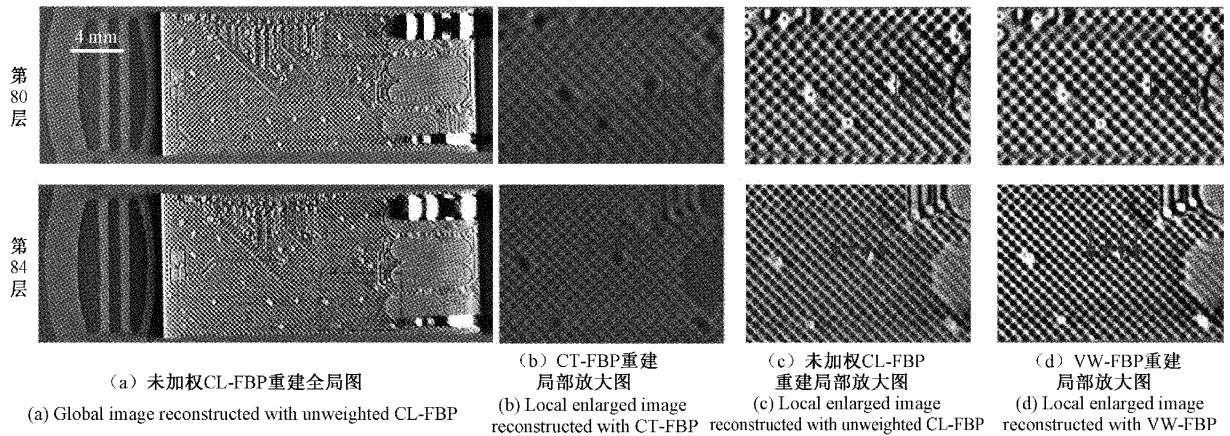 4 mm
第
80
层
第
84
层
（a）未加权CL-FBP重建全局图
(a) Global image reconstructed with unweighted CL-FBP
（b）CT-FBP重建
局部放大图
(b) Local enlarged image
reconstructed with CT-FBP
（c）未加权CL-FBP
重建局部放大图
(c) Local enlarged image
reconstructed with unweighted CL-FBP
（d）VW-FBP重建
局部放大图
(d) Local enlarged image
reconstructed with VW-FBP